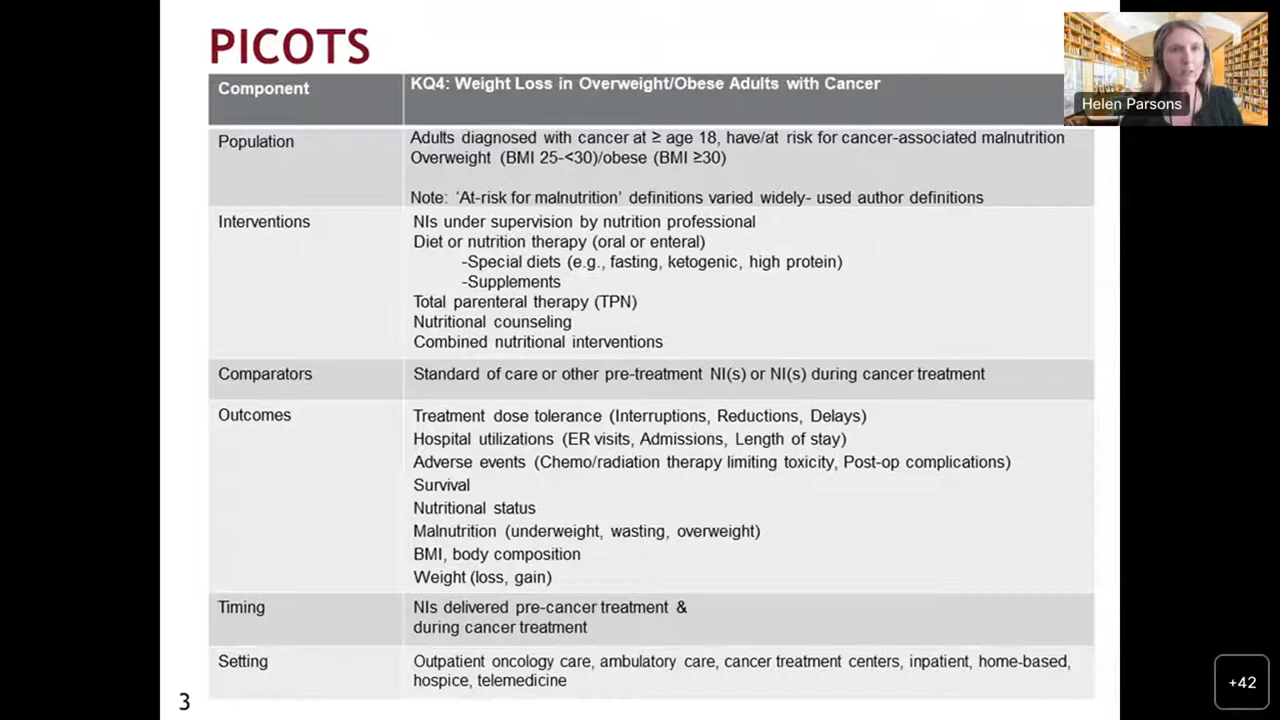 PICOTS
Component
KQ4: Weight Loss in Overweight/Obese Adults with Cancer
Helen Parsons
Population
Adults diagnosed with cancer at ≥ age 18, have/at risk for cancer-associated malnutrition
Overweight (BMI 25-<30)/obese (BMI ≥30)
Note: ‘At-risk for malnutrition’ definitions varied widely- used author definitions
Interventions
NIs under supervision by nutrition professional
Diet or nutrition therapy (oral or enteral)
-Special diets (e.g., fasting, ketogenic, high protein)
-Supplements
Total parenteral therapy (TPN)
Nutritional counseling
Combined nutritional interventions
Comparators
Standard of care or other pre-treatment NI(s) or NI(s) during cancer treatment
Outcomes
Treatment dose tolerance (Interruptions, Reductions, Delays)
Hospital utilizations (ER visits, Admissions, Length of stay)
Adverse events (Chemo/radiation therapy limiting toxicity, Post-op complications)
Survival
Nutritional status
Malnutrition (underweight, wasting, overweight)
BMI, body composition
Weight (loss, gain)
Timing
NIs delivered pre-cancer treatment &
during cancer treatment
Setting
Outpatient oncology care, ambulatory care, cancer treatment centers, inpatient, home-based,
hospice, telemedicine
3
+42